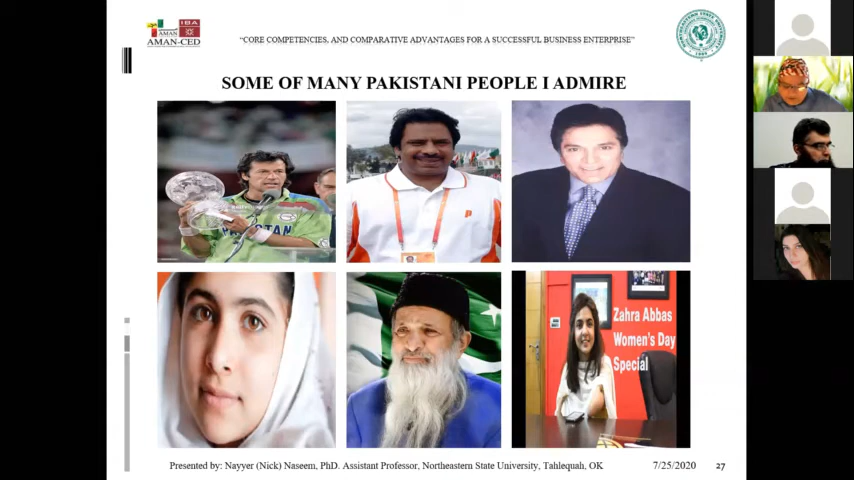 AMAN
IBA
AMAN-CED
“CORE COMPETENCIES, AND COMPARATIVE ADVANTAGES FOR A SUCCESSFUL BUSINESS ENTERPRISE”
SOME OF MANY PAKISTANI PEOPLE I ADMIRE
Zahra Abbas
Women's Day
Special
Presented by: Nayyer (Nick) Naseem, PhD. Assistant Professor, Northeastern State University, Tahlequah, OK
7/25/2020
27